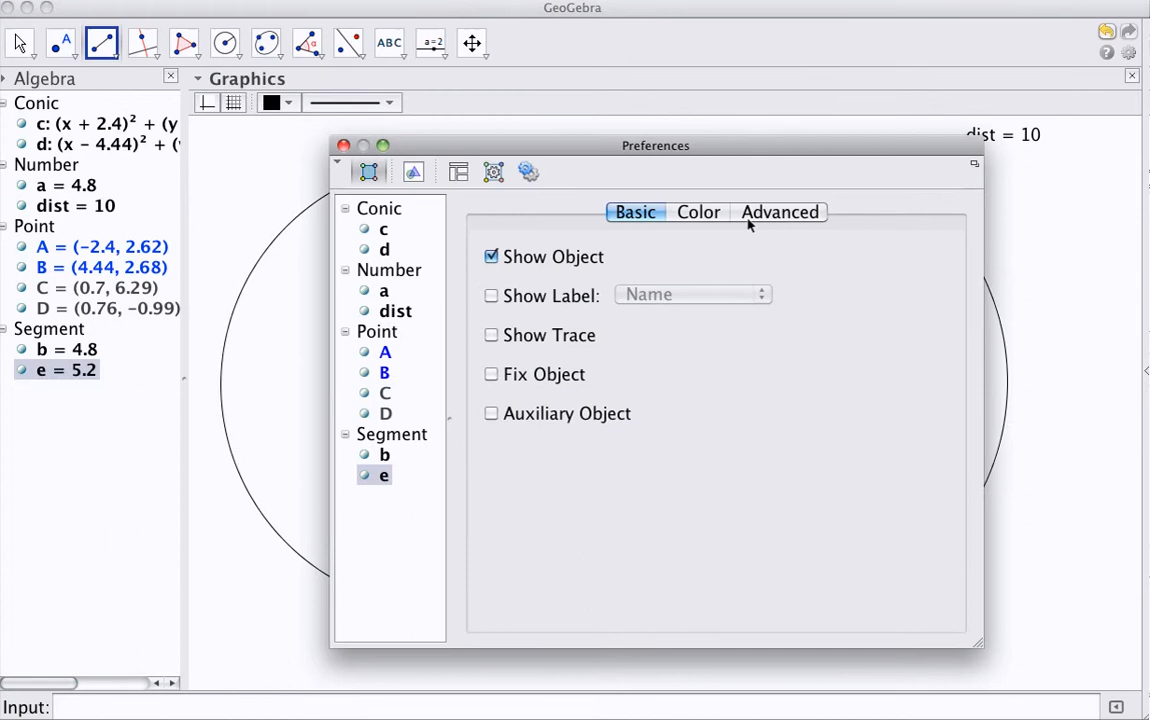 GeoGebra
A
ABC
a=2
Algebra
Graphics
Conic
c: (x + 2.4)² + (y
d: (x − 4.44)² + (
Number
a = 4.8
dist = 10
Point
A = (−2.4, 2.62)
B = (4.44, 2.68)
C = (0.7, 6.29)
D = (0.76, −0.99)
Segment
b = 4.8
e = 5.2
dist = 10
Preferences
Conic
c
d
Number
a
dist
Point
A
B
C
D
Segment
b
e
Basic Color Advanced
Show Object
Show Label: Name
Show Trace
Fix Object
Auxiliary Object
Input: